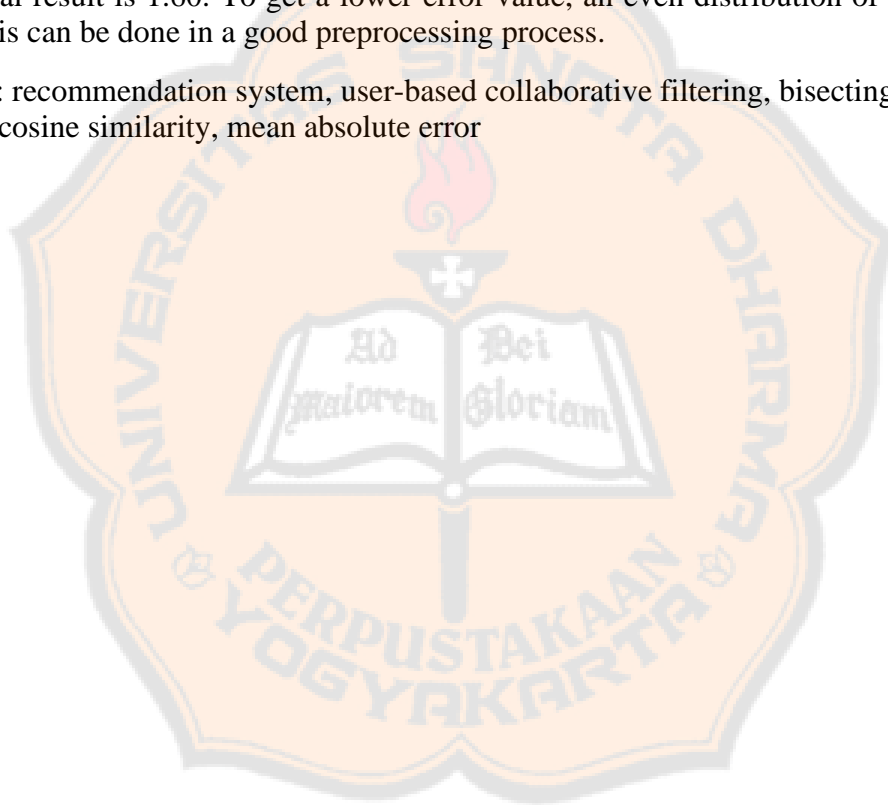 al result is To get a lower error value, an even distribution of
is can be done in a good preprocessing process.
: recommendation system, user-based collaborative filtering, bisecting
cosine similarity, mean absolute error
UNIVERSITAS SANATA DHARMA
Ad Dei
Maiorem Gloriam
PERPUSTAKAAN
YOGYAKARTA